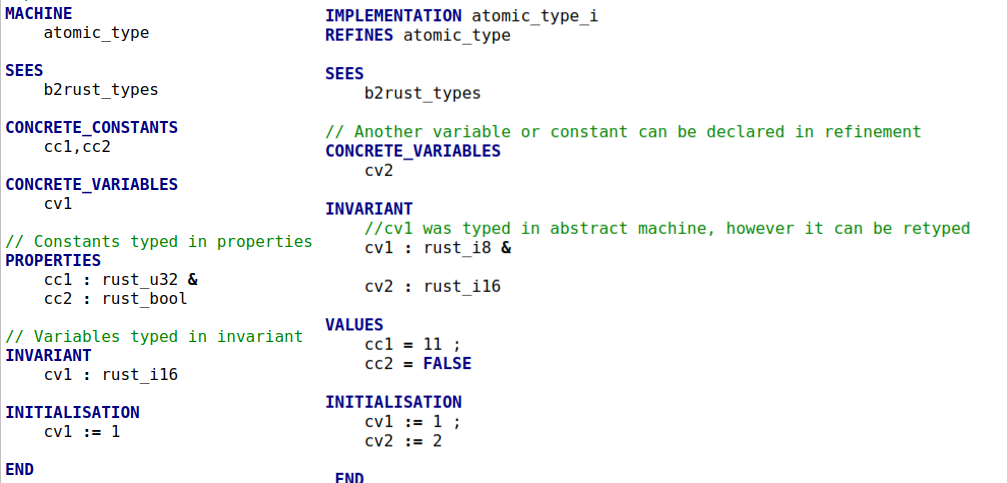 MACHINE
atomic_type
SEES
b2rust_types
CONCRETE_CONSTANTS
cc1,cc2
CONCRETE_VARIABLES
cv1
// Constants typed in properties
PROPERTIES
cc1 : rust_u32 &
cc2 : rust_bool
// Variables typed in invariant
INVARIANT
cv1 : rust_i16
INITIALISATION
cv1 := 1
END
IMPLEMENTATION atomic_type_i
REFINES atomic_type
SEES
b2rust_types
// Another variable or constant can be declared in refinement
CONCRETE_VARIABLES
cv2
INVARIANT
//cv1 was typed in abstract machine, however it can be retyped
cv1 : rust_i8 &
cv2 : rust_i16
VALUES
cc1 = 11 ;
cc2 = FALSE
INITIALISATION
cv1 := 1 ;
cv2 := 2
END